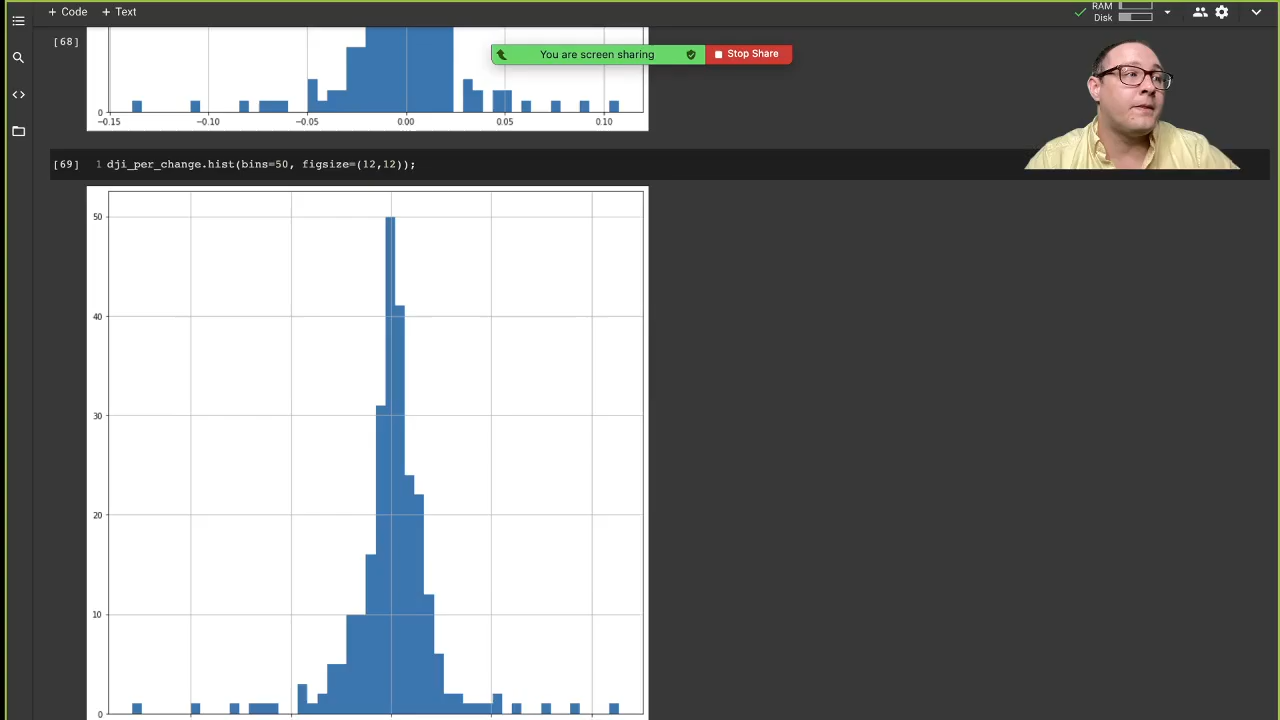 + Code + Text
RAM
Disk
[68]
You are screen sharing
Stop Share
0
−0.15 −0.10 −0.05 0.00 0.05 0.10
[69] 1 dji_per_change.hist(bins=50, figsize=(12,12));
50
40
30
20
10
0